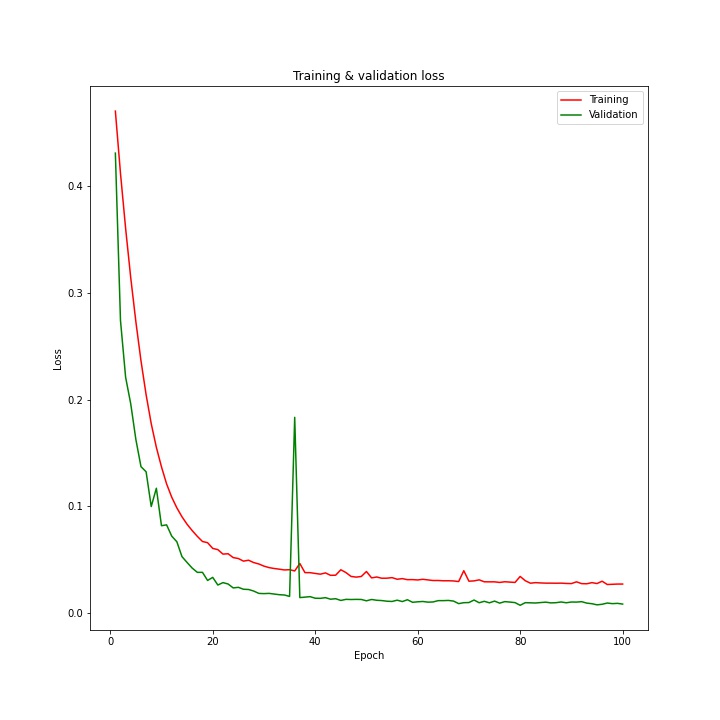 Training & validation loss
Training
Validation
Loss
0.4
0.3
0.2
0.1
0.0
0 20 40 60 80 100
Epoch